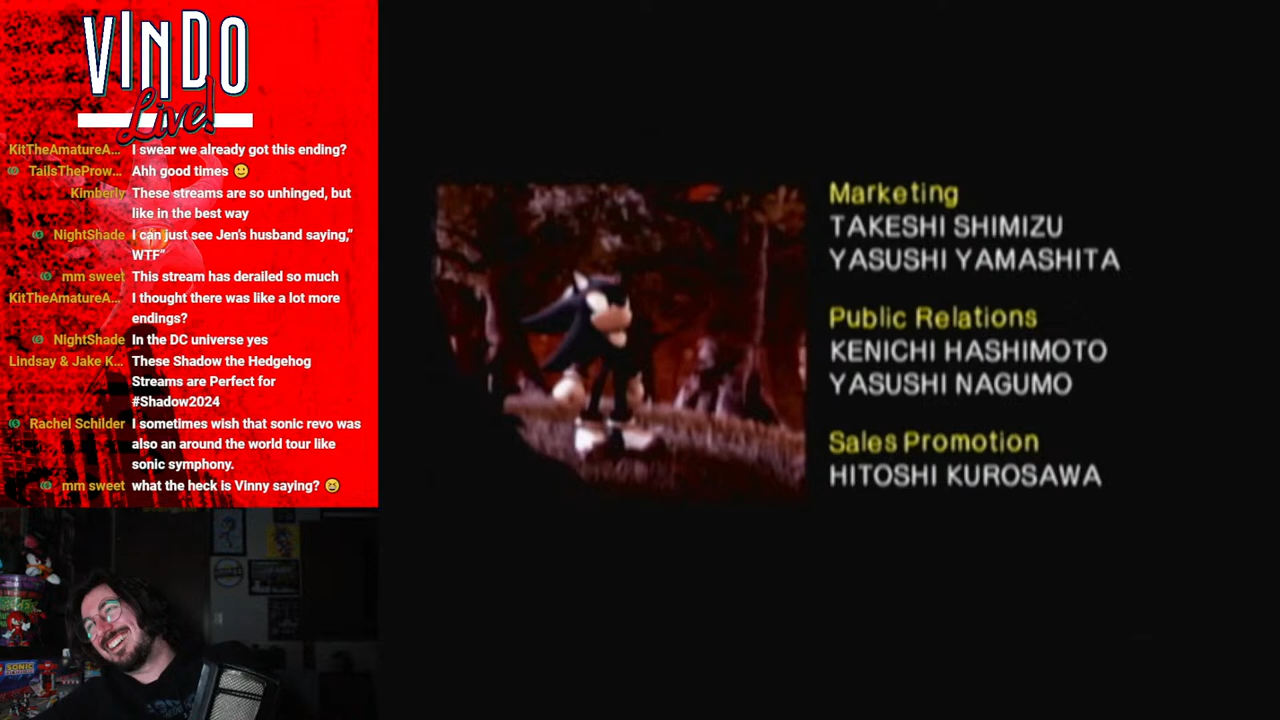 VINDO
Live!
KitTheAmatureA... I swear we already got this ending?
TailsTheProw... Ahh good times 🙂
Kimberly These streams are so unhinged, but
like in the best way
NightShade I can just see Jen's husband saying,”
WTF”
mm sweet This stream has derailed so much
KitTheAmatureA... I thought there was like a lot more
endings?
NightShade In the DC universe yes
Lindsay & Jake K... These Shadow the Hedgehog
Streams are Perfect for
#Shadow2024
Rachel Schilder I sometimes wish that sonic revo was
also an around the world tour like
sonic symphony.
mm sweet what the heck is Vinny saying? 😆
Marketing
TAKESHI SHIMIZU
YASUSHI YAMASHITA
Public Relations
KENICHI HASHIMOTO
YASUSHI NAGUMO
Sales Promotion
HITOSHI KUROSAWA
SONIC